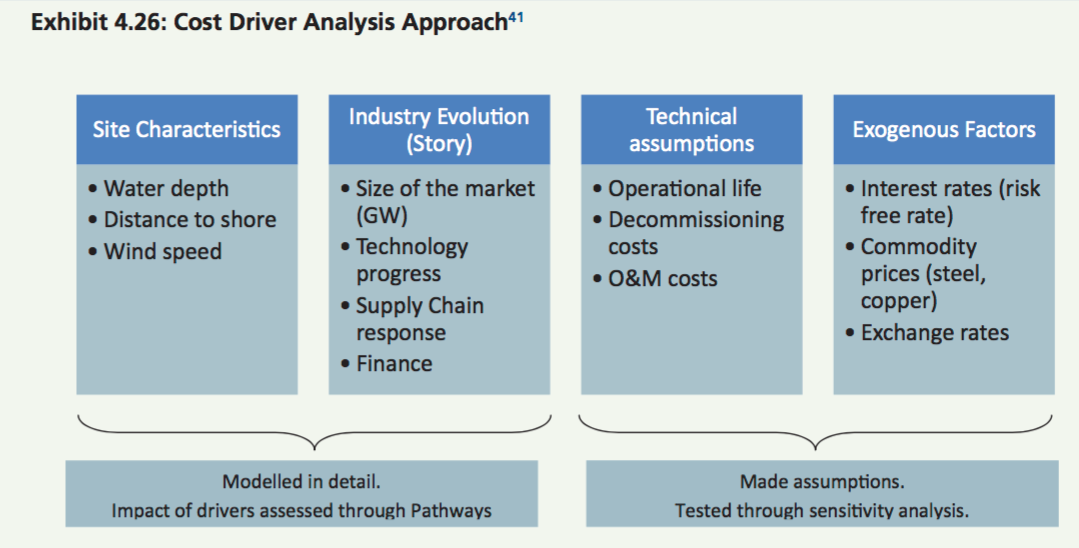 Exhibit 4.26: Cost Driver Analysis Approach41
Site Characteristics
• Water depth
• Distance to shore
• Wind speed
Industry Evolution
(Story)
• Size of the market
(GW)
• Technology
progress
• Supply Chain
response
• Finance
Technical
assumptions
• Operational life
• Decommissioning
costs
• O&M costs
Exogenous Factors
• Interest rates (risk
free rate)
• Commodity
prices (steel,
copper)
• Exchange rates
Modelled in detail.
Impact of drivers assessed through Pathways
Made assumptions.
Tested through sensitivity analysis.